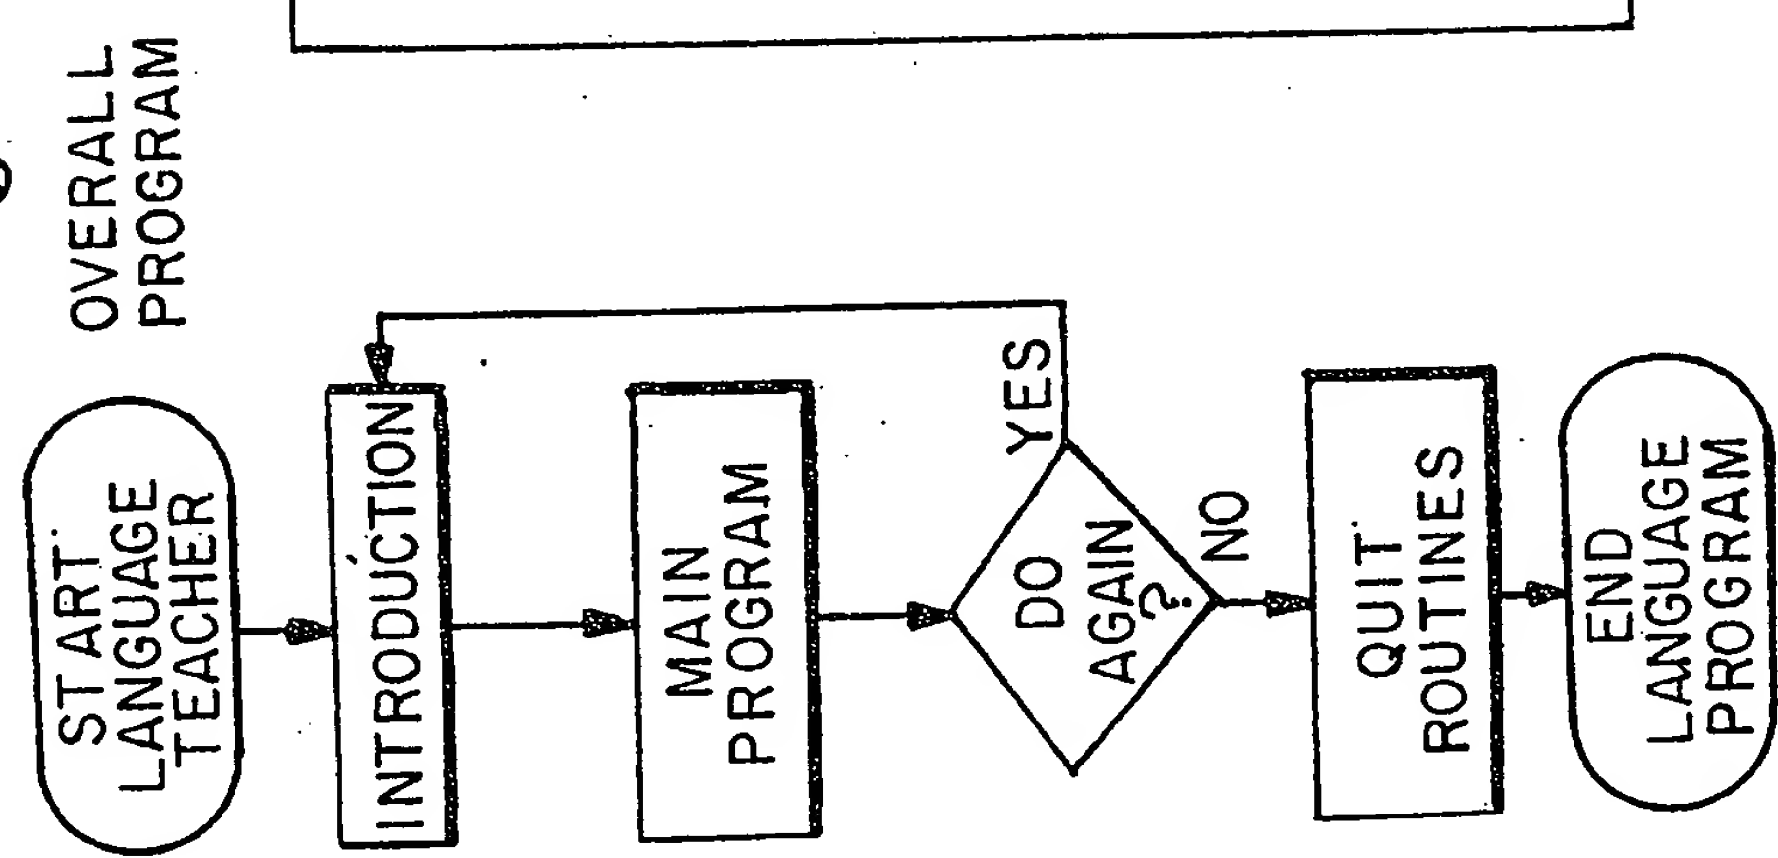 OVERALL
PROGRAM
START
LANGUAGE
TEACHER
INTRODUCTION
MAIN
PROGRAM
DO
AGAIN
?
YES
NO
QUIT
ROUTINES
END
LANGUAGE
PROGRAM